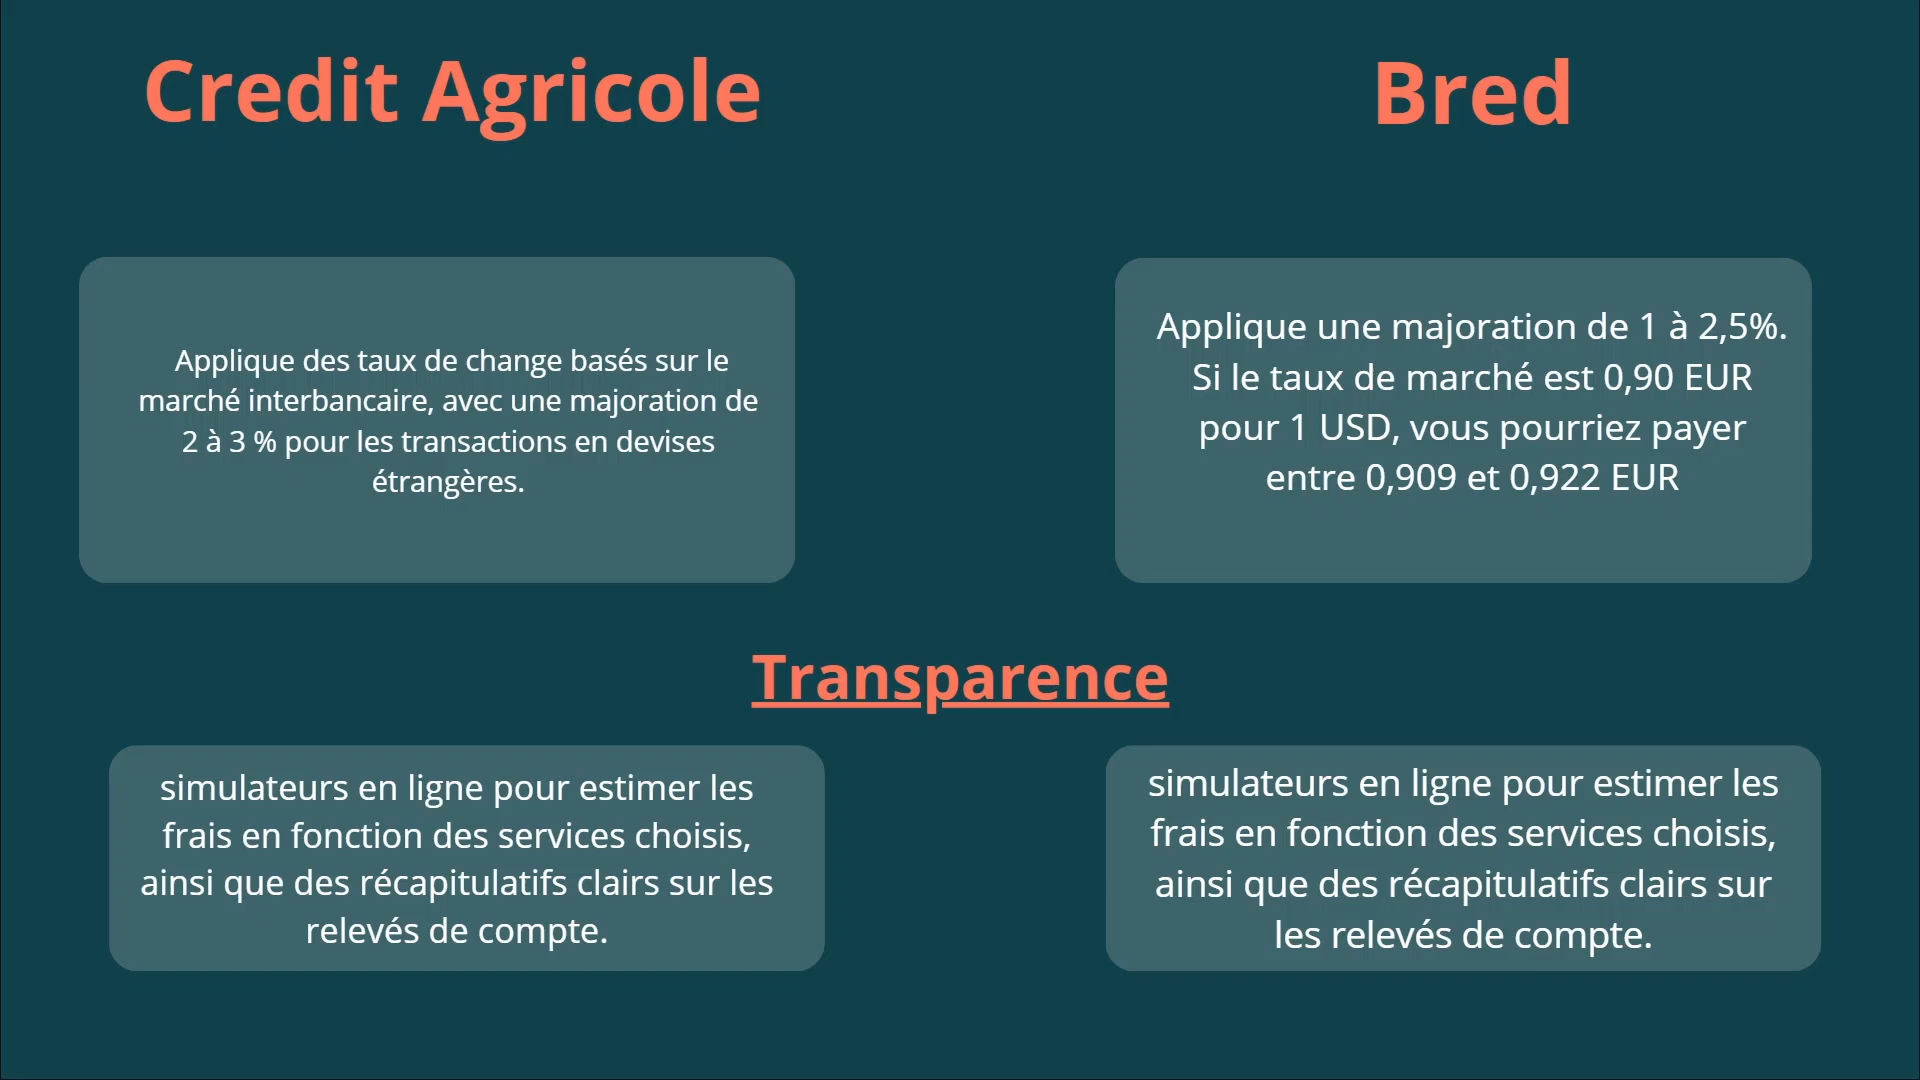 Credit Agricole
Bred
Applique des taux de change basés sur le
marché interbancaire, avec une majoration de
2 à 3 % pour les transactions en devises
étrangères.
Applique une majoration de 1 à 2,5%.
Si le taux de marché est 0,90 EUR
pour 1 USD, vous pourriez payer
entre 0,909 et 0,922 EUR
Transparence
simulateurs en ligne pour estimer les
frais en fonction des services choisis,
ainsi que des récapitulatifs clairs sur les
relevés de compte.
simulateurs en ligne pour estimer les
frais en fonction des services choisis,
ainsi que des récapitulatifs clairs sur
les relevés de compte.